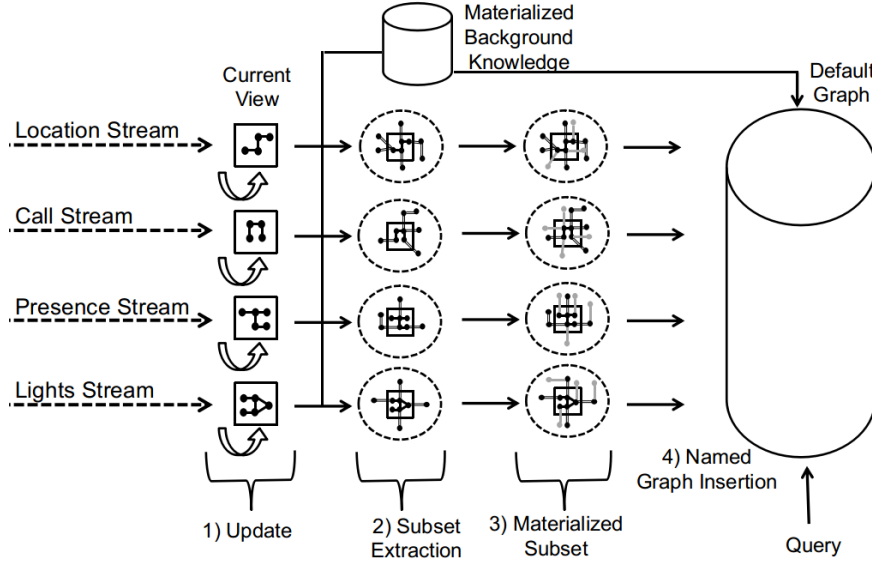 Materialized
Background
Knowledge
Current
View
Default
Graph
Location Stream
Call Stream
Presence Stream
Lights Stream
4) Named
Graph Insertion
1) Update
2) Subset
Extraction
3) Materialized
Subset
Query